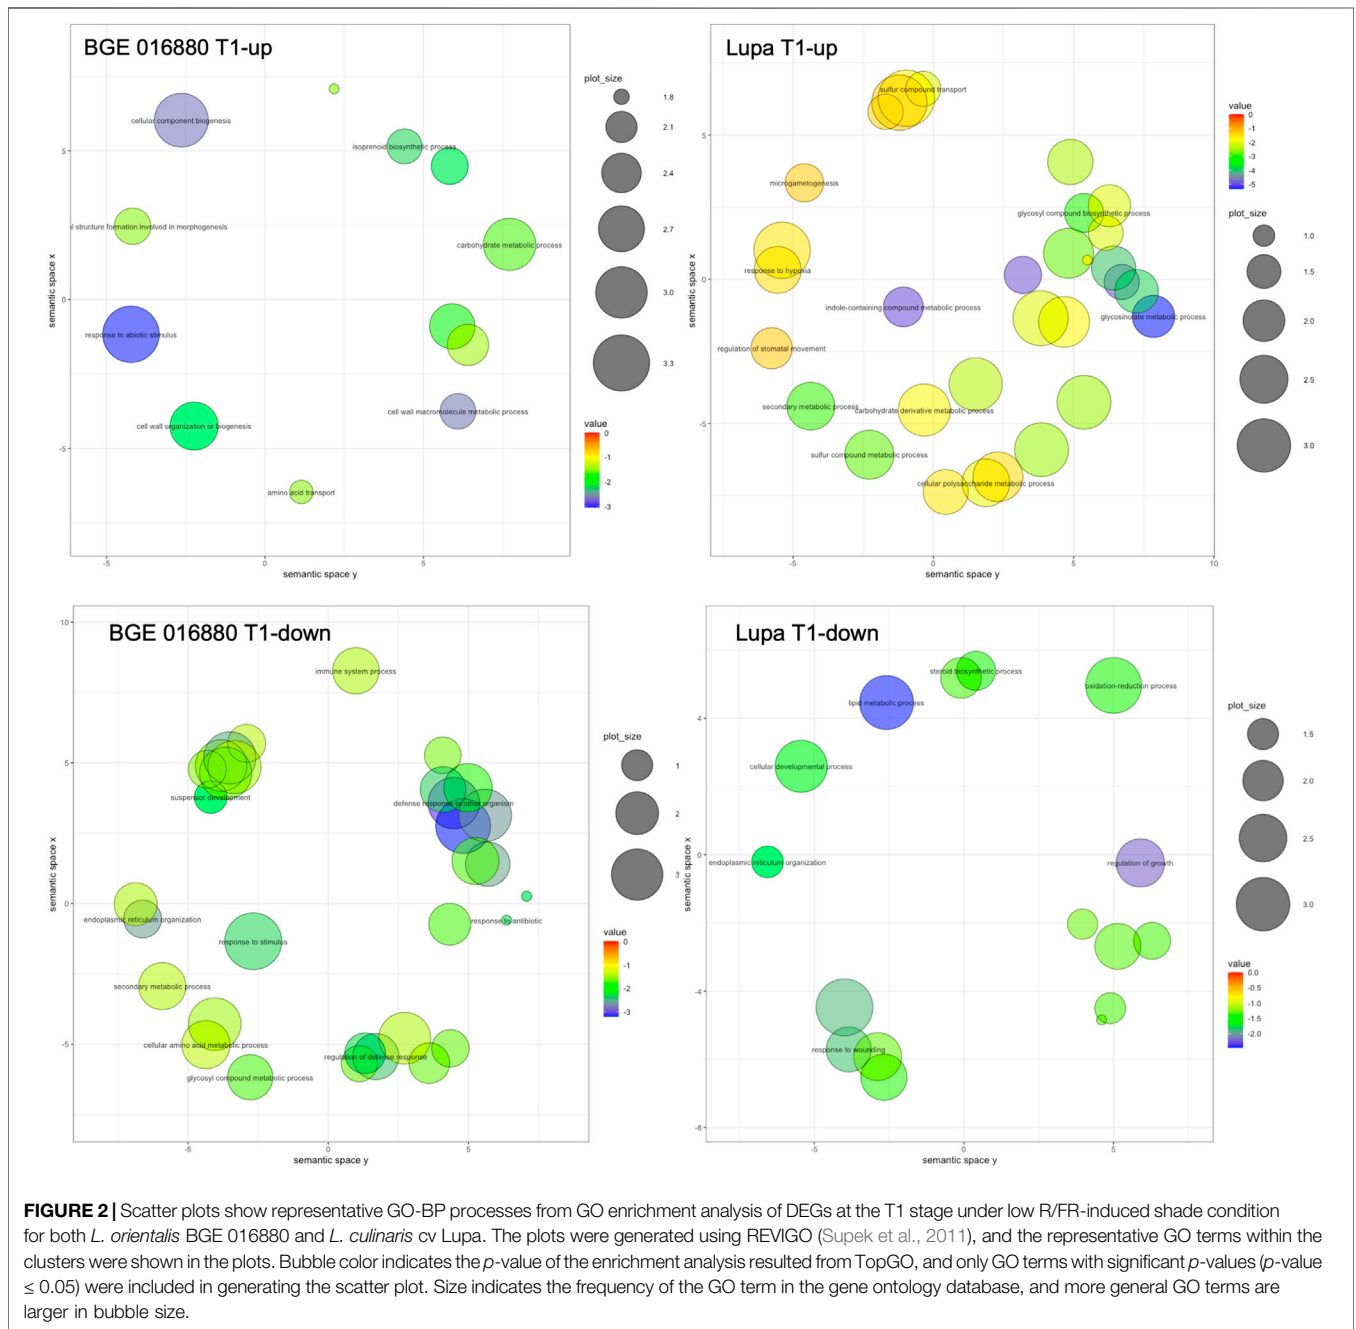 BGE 016880 T1-up
cellular component biogenesis
isoprenoid biosynthetic process
l structure formation involved in morphogenesis
carbohydrate metabolic process
response to abiotic stimulus
cell wall macromolecule metabolic process
cell wall organization or biogenesis
amino acid transport
semantic space x
5
0
-5
-5
0
5
semantic space y
plot_size
1.8
2.1
2.4
2.7
3.0
3.3
value
0
-1
-2
-3
Lupa T1-up
sulfur compound transport
microgametogenesis
glycosyl compound biosynthetic process
response to hypoxia
indole-containing compound metabolic process
glycosinolate metabolic process
regulation of stomatal movement
secondary metabolic process
carbohydrate derivative metabolic process
sulfur compound metabolic process
cellular polysaccharide metabolic process
semantic space x
5
0
-5
-5
0
5
10
semantic space y
value
0
-1
-2
-3
-4
-5
plot_size
1.0
1.5
2.0
2.5
3.0
BGE 016880 T1-down
immune system process
suspensor development
defense response to other organism
endoplasmic reticulum organization
response to antibiotic
response to stimulus
secondary metabolic process
cellular amino acid metabolic process
regulation of defense response
glycosyl compound metabolic process
semantic space x
10
5
0
-5
-5
0
5
semantic space y
plot_size
1
2
3
value
0
-1
-2
-3
Lupa T1-down
steroid biosynthetic process
oxidation-reduction process
lipid metabolic process
cellular developmental process
endoplasmic reticulum organization
regulation of growth
response to wounding
semantic space x
4
0
-4
-8
-5
0
5
semantic space y
plot_size
1.5
2.0
2.5
3.0
value
0.0
-0.5
-1.0
-1.5
-2.0
FIGURE 2 | Scatter plots show representative GO-BP processes from GO enrichment analysis of DEGs at the T1 stage under low R/FR-induced shade condition
for both L. orientalis BGE 016880 and L. culinaris cv Lupa. The plots were generated using REVIGO (Supek et al., 2011), and the representative GO terms within the
clusters were shown in the plots. Bubble color indicates the p-value of the enrichment analysis resulted from TopGO, and only GO terms with significant p-values (p-value
≤ 0.05) were included in generating the scatter plot. Size indicates the frequency of the GO term in the gene ontology database, and more general GO terms are
larger in bubble size.